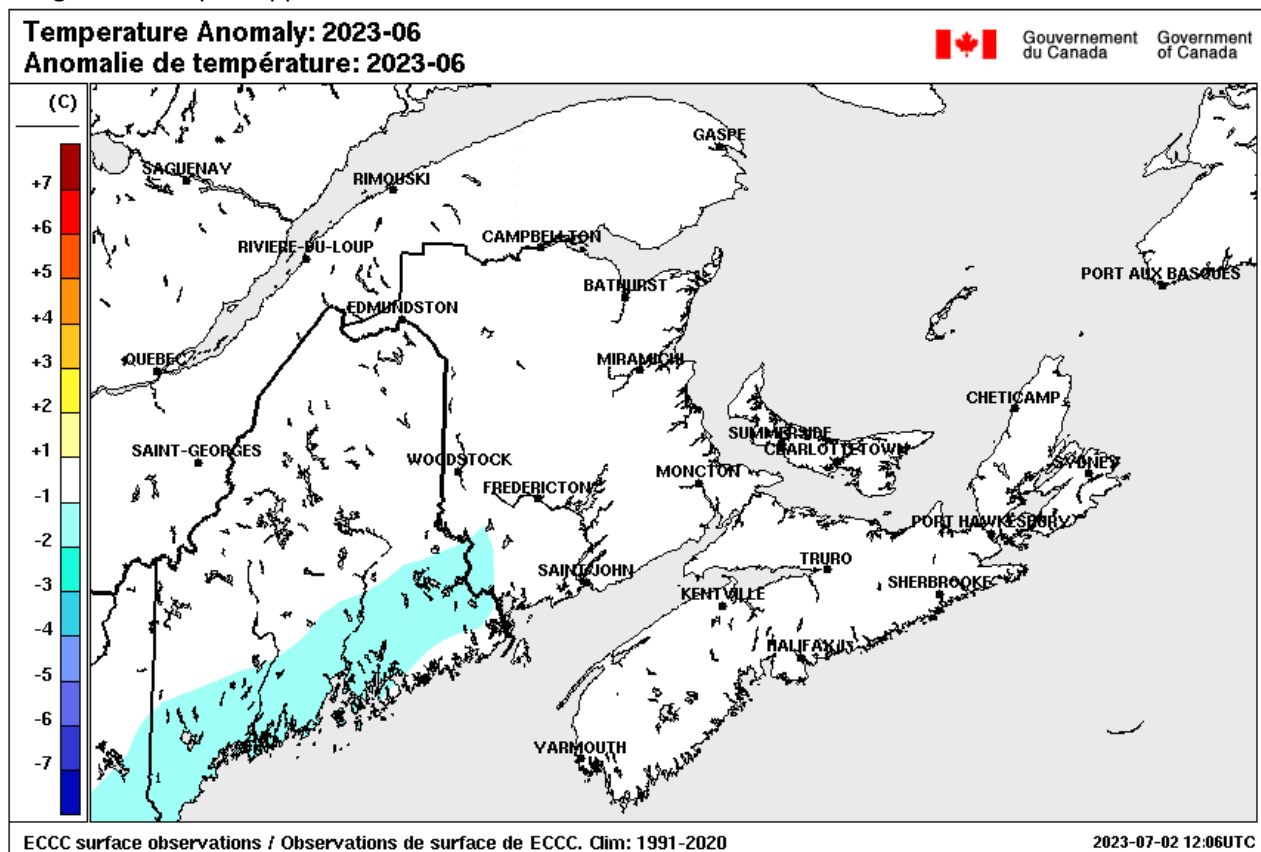 Temperature Anomaly: 2023-06
Anomalie de température: 2023-06
Gouvernement du Canada
Government of Canada
(C)
+7
+6
+5
+4
+3
+2
+1
-1
-2
-3
-4
-5
-6
-7
GASPE
SAGUENAY
RIMOUSKI
CAMPBELLTON
RIVIERE-DU-LOUP
PORT AUX BASQUES
BATHURST
EDMUNDSTON
QUEBEC
MIRAMICHI
CHETICAMP
SUMMERSIDE
CHARLOTTETOWN
SAINT-GEORGES
WOODSTOCK
MONCTON
SYDNEY
FREDERICTON
PORT HAWKESBURY
TRURO
SAINT JOHN
SHERBROOKE
KENTVILLE
HALIFAX
YARMOUTH
ECCC surface observations / Observations de surface de ECCC. Clim: 1991-2020
2023-07-02 12:06UTC